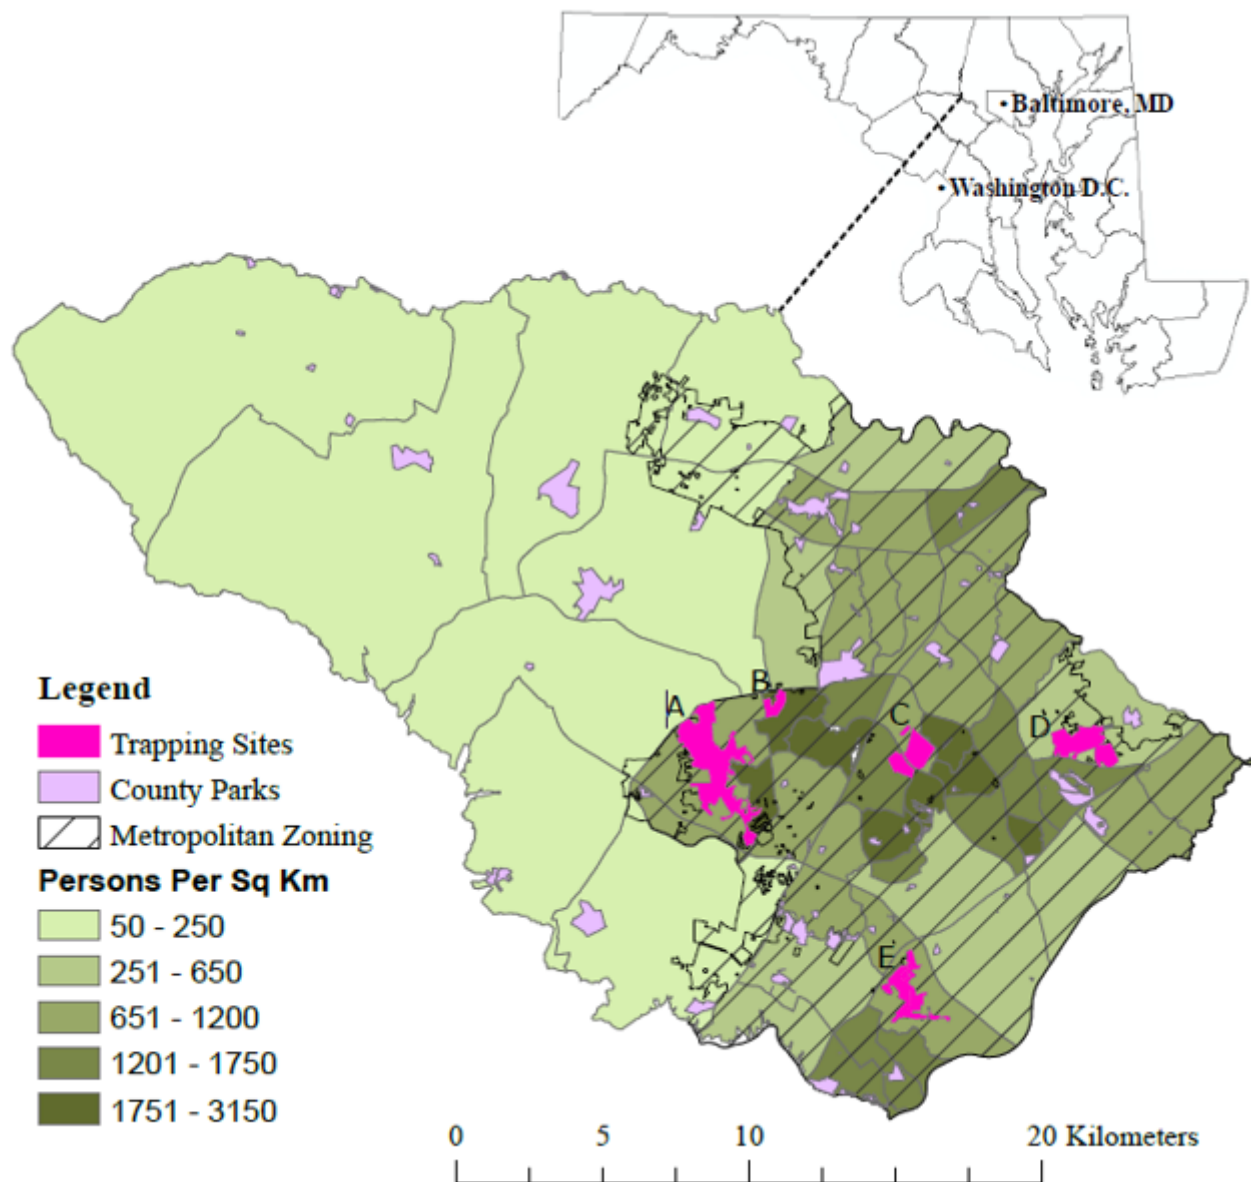 Baltimore, MD
Washington D.C.
A
B
C
D
E
Legend
Trapping Sites
County Parks
Metropolitan Zoning
Persons Per Sq Km
50 - 250
251 - 650
651 - 1200
1201 - 1750
1751 - 3150
0 5 10 20 Kilometers